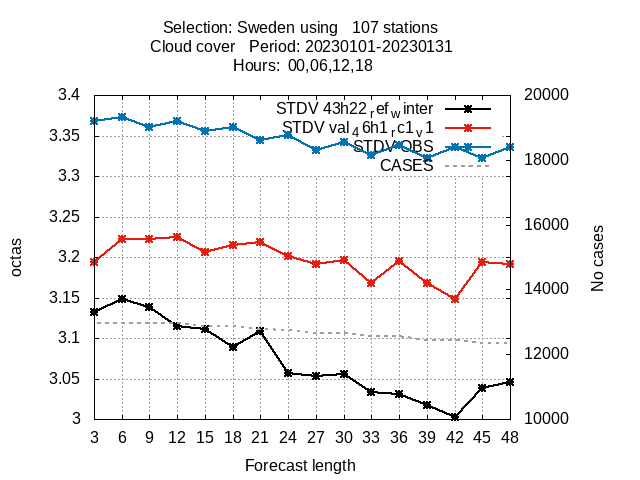 Selection: Sweden using   107 stations
Cloud cover   Period: 20230101-20230131
Hours:  00,06,12,18
3.4
3.35
3.3
3.25
3.2
3.15
3.1
3.05
3
octas
STDV 43h22_ref_winter
STDV val_46h1_rc1_v1
STDV OBS
CASES
20000
18000
16000
14000
12000
10000
No cases
3 6 9 12 15 18 21 24 27 30 33 36 39 42 45 48
Forecast length